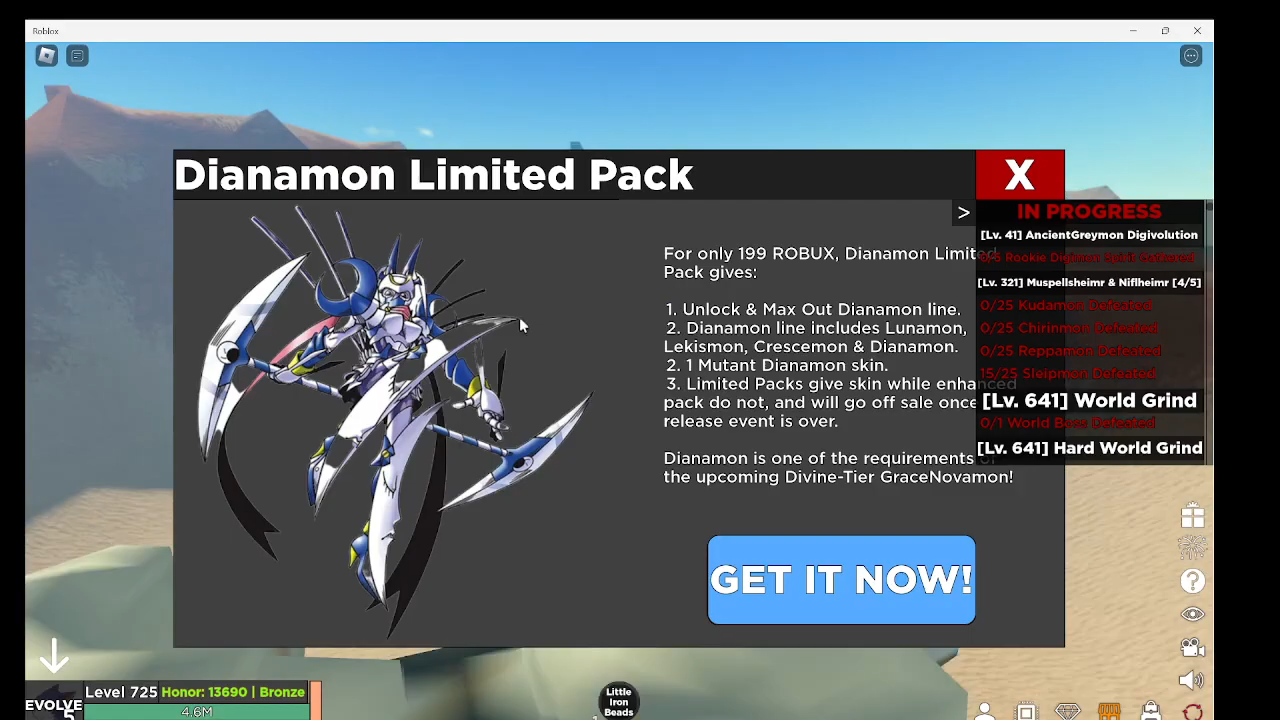 Roblox
Dianamon Limited Pack
X
>
For only 199 ROBUX, Dianamon Limited
Pack gives:
1. Unlock & Max Out Dianamon line.
2. Dianamon line includes Lunamon,
Lekismon, Crescemon & Dianamon.
2. 1 Mutant Dianamon skin.
3. Limited Packs give skin while enhanced
pack do not, and will go off sale once
release event is over.
Dianamon is one of the requirements
the upcoming Divine-Tier GraceNovamon!
GET IT NOW!
IN PROGRESS
[Lv. 41] AncientGreymon Digivolution
0/5 Rookie Digimon Spirit Gathered
[Lv. 321] Muspellsheimr & Niflheimr [4/5]
0/25 Kudamon Defeated
0/25 Chirinmon Defeated
0/25 Reppamon Defeated
15/25 Sleipmon Defeated
[Lv. 641] World Grind
0/1 World Boss Defeated
[Lv. 641] Hard World Grind
EVOLVE
Level 725 Honor: 13690 | Bronze
4.6M
Little
Iron
Beads